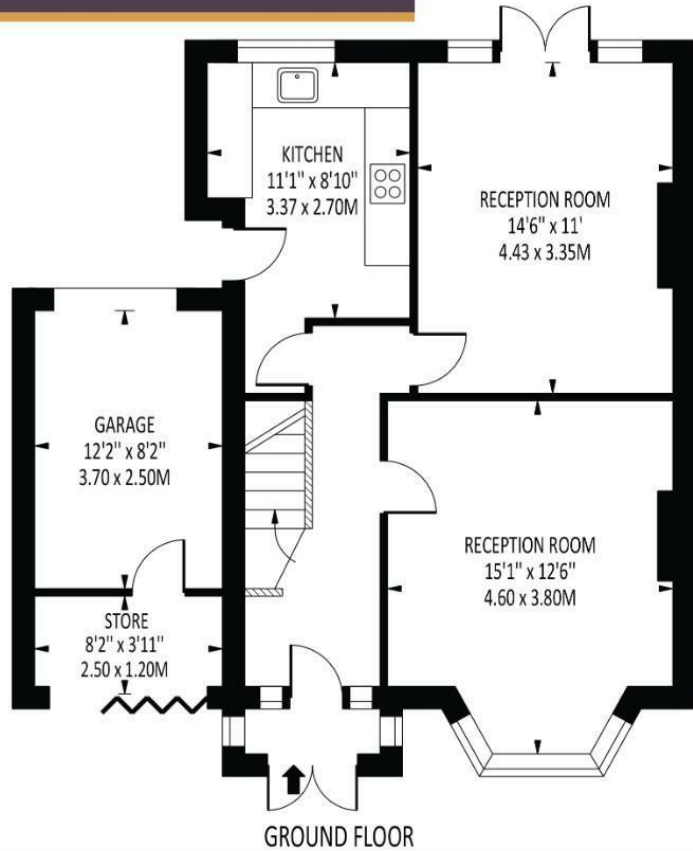 KITCHEN
11'1" x 8'10"
3.37 x 2.70M
RECEPTION ROOM
14'6" x 11'
4.43 x 3.35M
GARAGE
12'2" x 8'2"
3.70 x 2.50M
RECEPTION ROOM
15'1" x 12'6"
4.60 x 3.80M
STORE
8'2" x 3'11"
2.50 x 1.20M
GROUND FLOOR